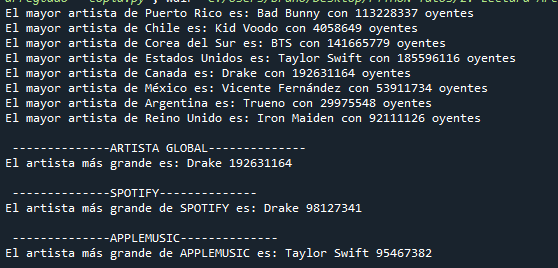 El mayor artista de Puerto Rico es: Bad Bunny con 113228337 oyentes
El mayor artista de Chile es: Kid Voodo con 4058649 oyentes
El mayor artista de Corea del Sur es: BTS con 141665779 oyentes
El mayor artista de Estados Unidos es: Taylor Swift con 185596116 oyentes
El mayor artista de Canada es: Drake con 192631164 oyentes
El mayor artista de México es: Vicente Fernández con 53911734 oyentes
El mayor artista de Argentina es: Trueno con 29975548 oyentes
El mayor artista de Reino Unido es: Iron Maiden con 92111126 oyentes
--------------ARTISTA GLOBAL--------------
El artista más grande es: Drake 192631164
--------------SPOTIFY--------------
El artista más grande de SPOTIFY es: Drake 98127341
--------------APPLEMUSIC--------------
El artista más grande de APPLEMUSIC es: Taylor Swift 95467382